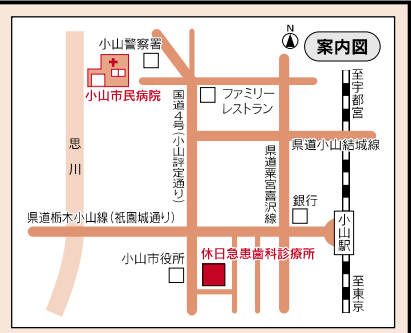 N
案内図
小山警察署
小山市民病院
ファミリー
レストラン
国道4号(小山評定通り)
至宇都宮
思川
県道小山結城線
県道粟宮喜沢線
銀行
小山駅
県道栃木小山線(祇園城通り)
小山市役所
休日急患歯科診療所
至東京